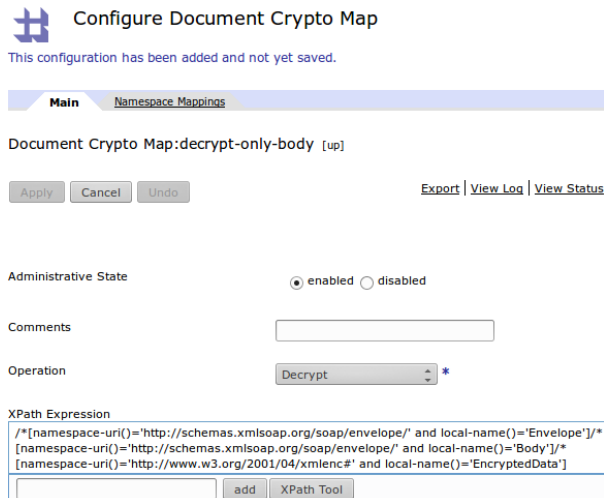 Configure Document Crypto Map
This configuration has been added and not yet saved.
Main Namespace Mappings
Document Crypto Map:decrypt-only-body [up]
Apply Cancel Undo Export | View Log | View Status
Administrative State enabled disabled
Comments
Operation Decrypt *
XPath Expression
/*[namespace-uri()='http://schemas.xmlsoap.org/soap/envelope/' and local-name()='Envelope']/*
[namespace-uri()='http://schemas.xmlsoap.org/soap/envelope/' and local-name()='Body']/*
[namespace-uri()='http://www.w3.org/2001/04/xmlenc#' and local-name()='EncryptedData']
add XPath Tool